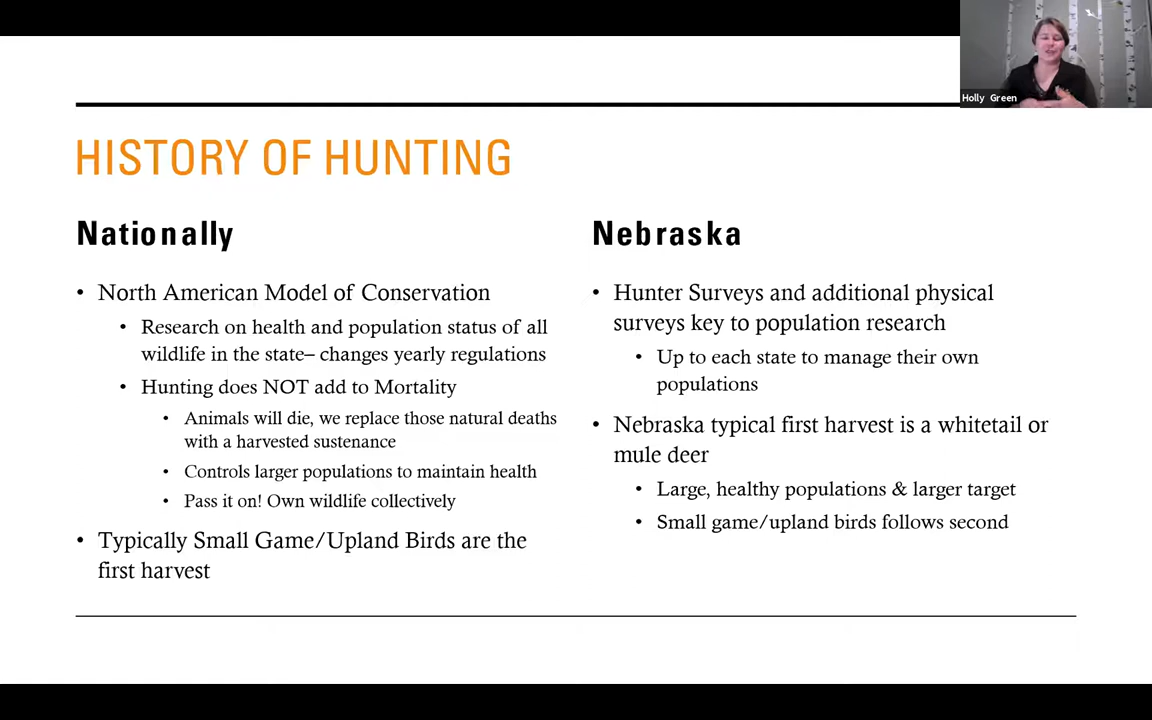 Holly Green
HISTORY OF HUNTING
Nationally
• North American Model of Conservation
• Research on health and population status of all
wildlife in the state– changes yearly regulations
• Hunting does NOT add to Mortality
• Animals will die, we replace those natural deaths
with a harvested sustenance
• Controls larger populations to maintain health
• Pass it on! Own wildlife collectively
• Typically Small Game/Upland Birds are the
first harvest
Nebraska
• Hunter Surveys and additional physical
surveys key to population research
• Up to each state to manage their own
populations
• Nebraska typical first harvest is a whitetail or
mule deer
• Large, healthy populations & larger target
• Small game/upland birds follows second